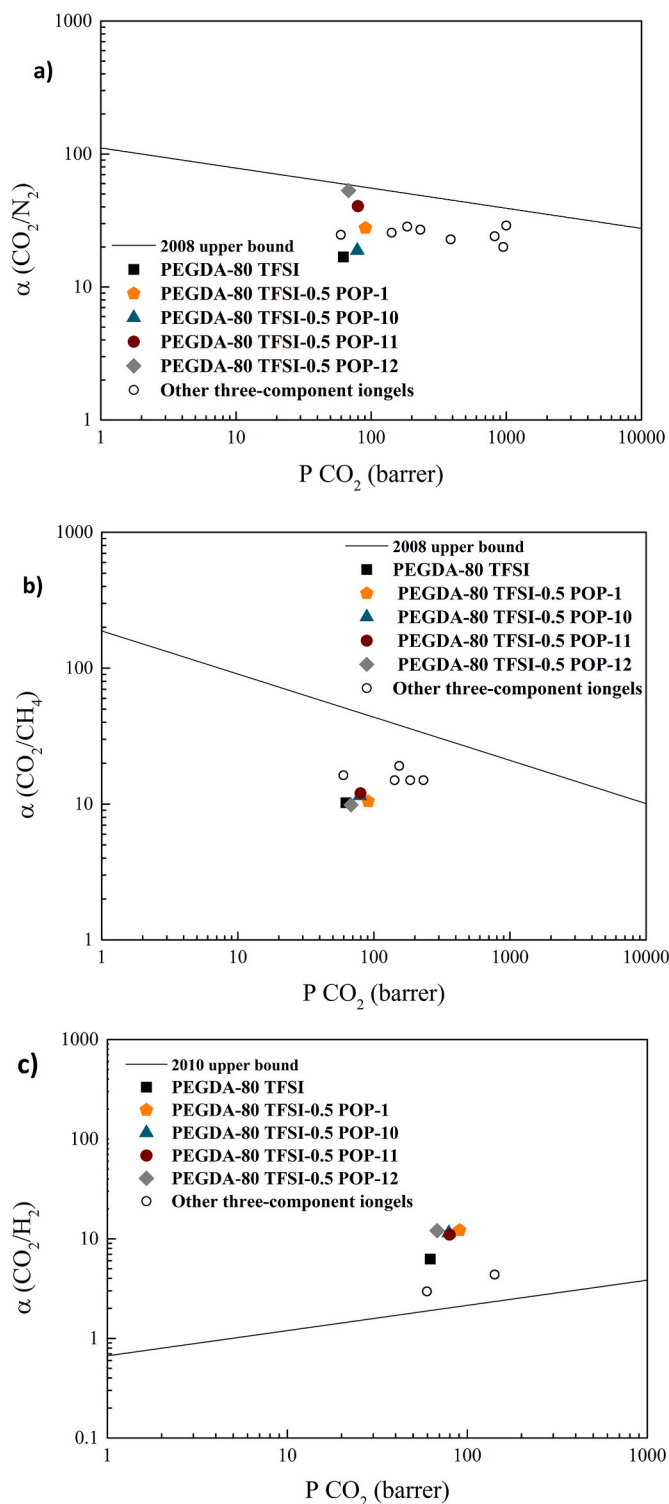 a)
1000
100
10
1
α (CO₂/N₂)
2008 upper bound
PEGDA-80 TFSI
PEGDA-80 TFSI-0.5 POP-1
PEGDA-80 TFSI-0.5 POP-10
PEGDA-80 TFSI-0.5 POP-11
PEGDA-80 TFSI-0.5 POP-12
Other three-component iongels
1 10 100 1000 10000
P CO₂ (barrer)
b)
1000
100
10
1
α (CO₂/CH₄)
2008 upper bound
PEGDA-80 TFSI
PEGDA-80 TFSI-0.5 POP-1
PEGDA-80 TFSI-0.5 POP-10
PEGDA-80 TFSI-0.5 POP-11
PEGDA-80 TFSI-0.5 POP-12
Other three-component iongels
1 10 100 1000 10000
P CO₂ (barrer)
c)
1000
100
10
1
0.1
α (CO₂/H₂)
2010 upper bound
PEGDA-80 TFSI
PEGDA-80 TFSI-0.5 POP-1
PEGDA-80 TFSI-0.5 POP-10
PEGDA-80 TFSI-0.5 POP-11
PEGDA-80 TFSI-0.5 POP-12
Other three-component iongels
1 10 100 1000
P CO₂ (barrer)